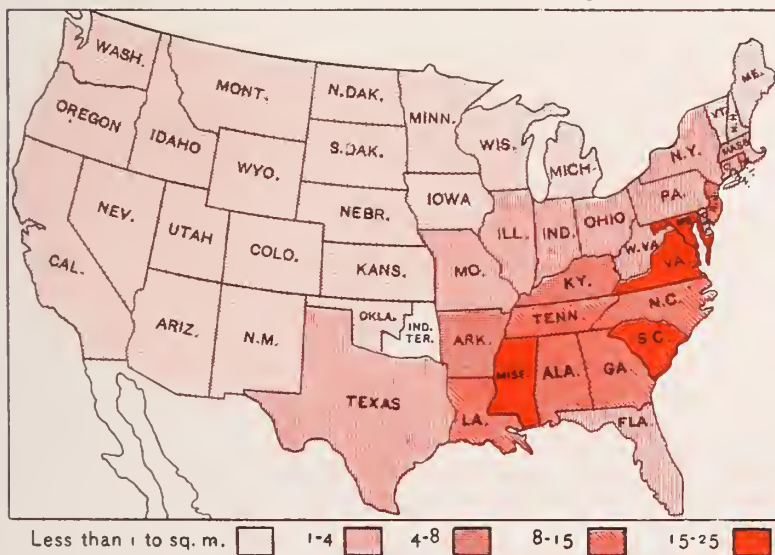 WASH.
MONT.
N.DAK.
MINN.
ME.
OREGON
IDAHO
S.DAK.
WIS.
MICH.
VT.
N.H.
N.Y.
MASS.
WYO.
NEBR.
IOWA
PA.
NEV.
UTAH
COLO.
KANS.
ILL.
IND.
OHIO
W.VA.
VA.
CAL.
MO.
KY.
ARIZ.
N.M.
OKLA.
IND.
TER.
ARK.
TENN.
N.C.
S.C.
TEXAS
LA.
MISS.
ALA.
GA.
FLA.
Less than 1 to sq. m. 1-4 4-8 8-15 15-25